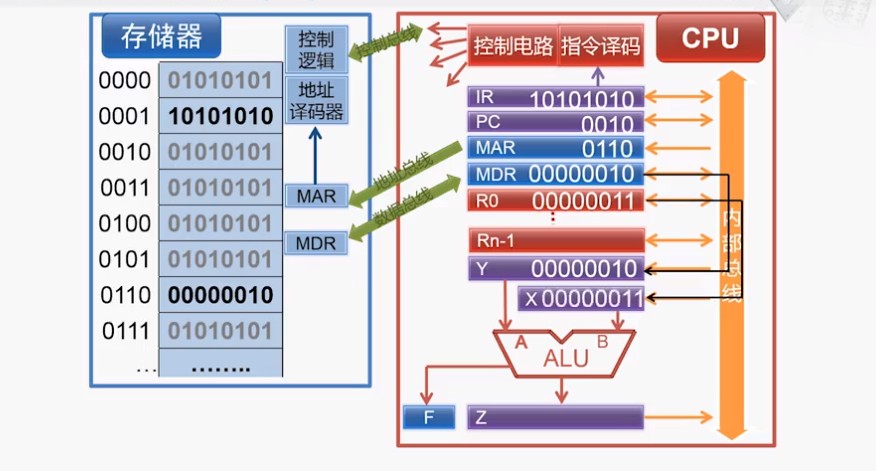 存储器
控制
逻辑
控制总线
控制电路
指令译码
CPU
0000 01010101
0001 10101010
0010 01010101
0011 01010101
0100 01010101
0101 01010101
0110 00000010
0111 01010101
... ........
地址
译码器
MAR
MDR
地址总线
数据总线
IR 10101010
PC 0010
MAR 0110
MDR 00000010
R0 00000011
⋮
Rn-1
Y 00000010
X 00000011
A
B
ALU
F
Z
内部总线